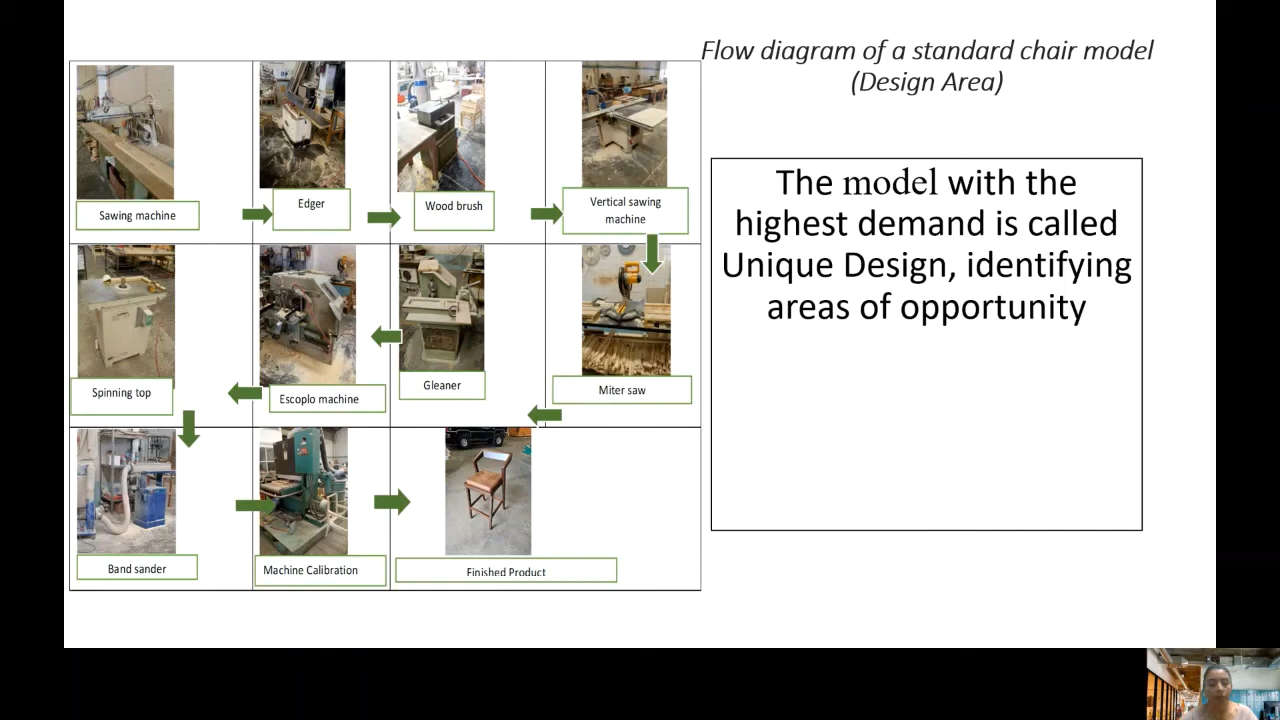 Flow diagram of a standard chair model
(Design Area)
Sawing machine
Edger
Wood brush
Vertical sawing
machine
Spinning top
Escoplo machine
Gleaner
Miter saw
Band sander
Machine Calibration
Finished Product
The model with the
highest demand is called
Unique Design, identifying
areas of opportunity